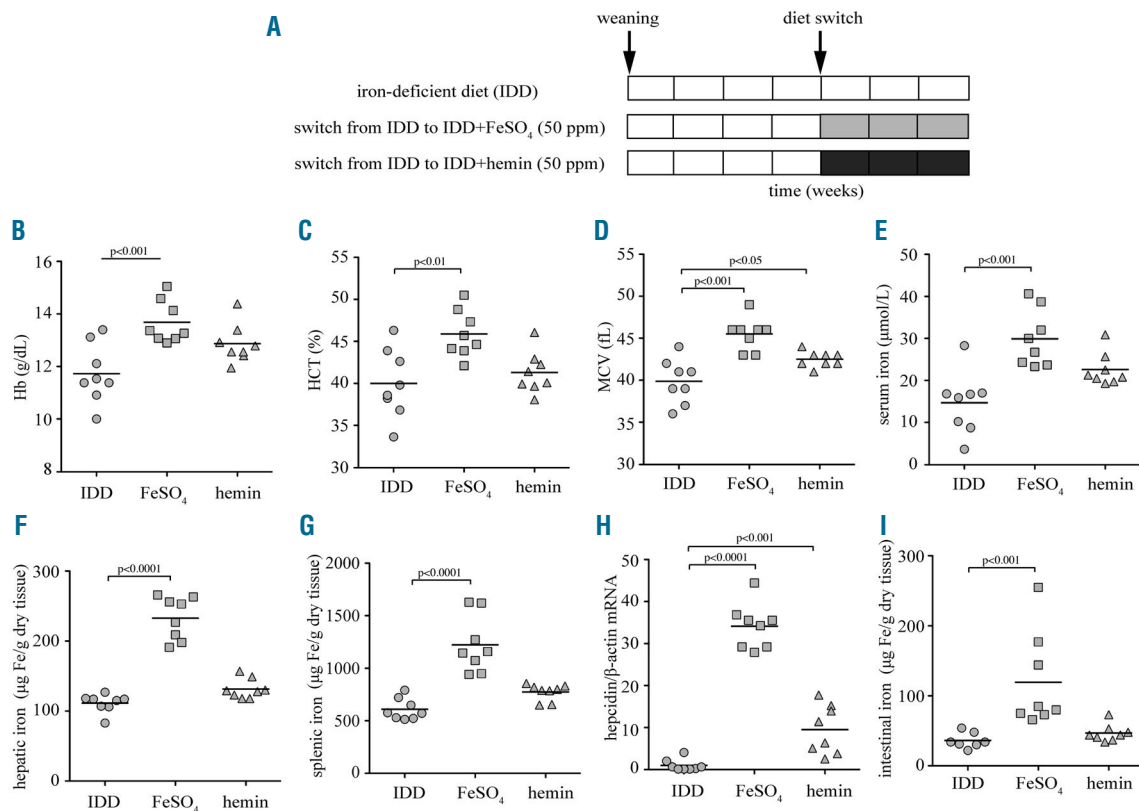 A
weaning
diet switch
iron-deficient diet (IDD)
switch from IDD to IDD+FeSO₄ (50 ppm)
switch from IDD to IDD+hemin (50 ppm)
time (weeks)
B
p<0.001
Hb (g/dL)
16
14
12
10
8
IDD
FeSO₄
hemin
C
p<0.01
HCT (%)
55
50
45
40
35
30
IDD
FeSO₄
hemin
D
p<0.05
p<0.001
MCV (fL)
55
50
45
40
35
30
IDD
FeSO₄
hemin
E
p<0.001
serum iron (µmol/L)
50
40
30
20
10
0
IDD
FeSO₄
hemin
F
p<0.0001
hepatic iron (µg Fe/g dry tissue)
300
200
100
0
IDD
FeSO₄
hemin
G
p<0.0001
splenic iron (µg Fe/g dry tissue)
2000
1500
1000
500
0
IDD
FeSO₄
hemin
H
p<0.001
p<0.0001
hepcidin/β-actin mRNA
50
40
30
20
10
0
IDD
FeSO₄
hemin
I
p<0.001
intestinal iron (µg Fe/g dry tissue)
300
200
100
0
IDD
FeSO₄
hemin